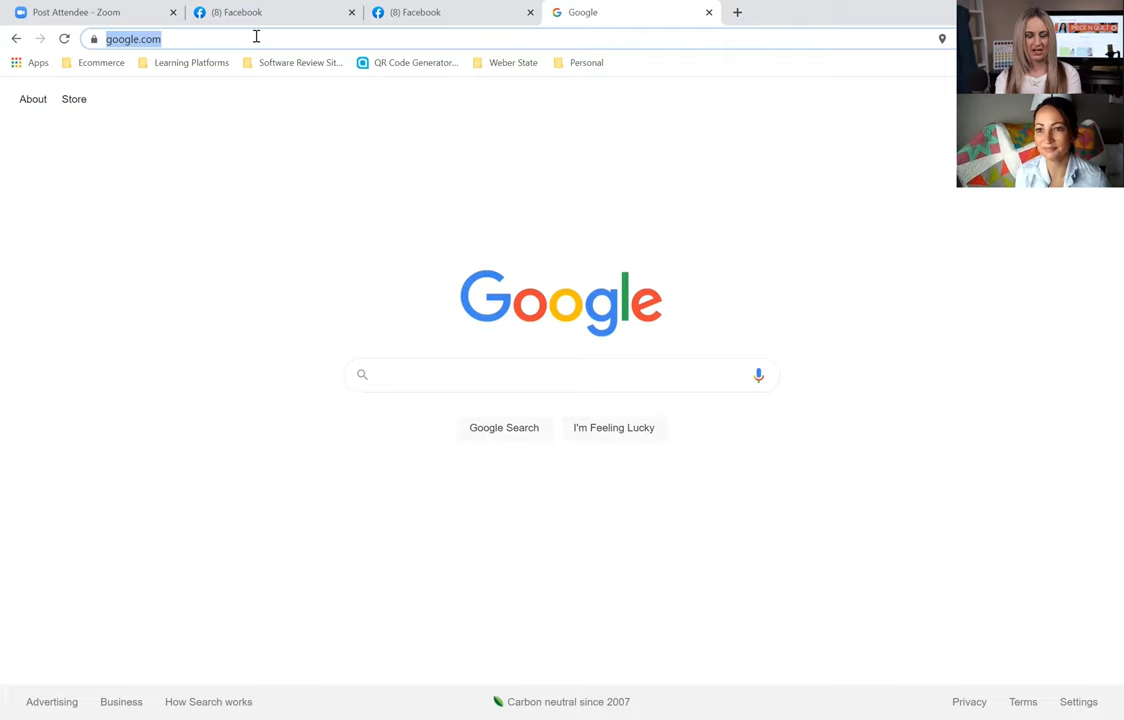 Post Attendee - Zoom
(8) Facebook
(8) Facebook
Google
google.com
Apps
Ecommerce
Learning Platforms
Software Review Sit...
QR Code Generator...
Weber State
Personal
About
Store
Google
Google Search
I'm Feeling Lucky
Advertising
Business
How Search works
Carbon neutral since 2007
Privacy
Terms
Settings